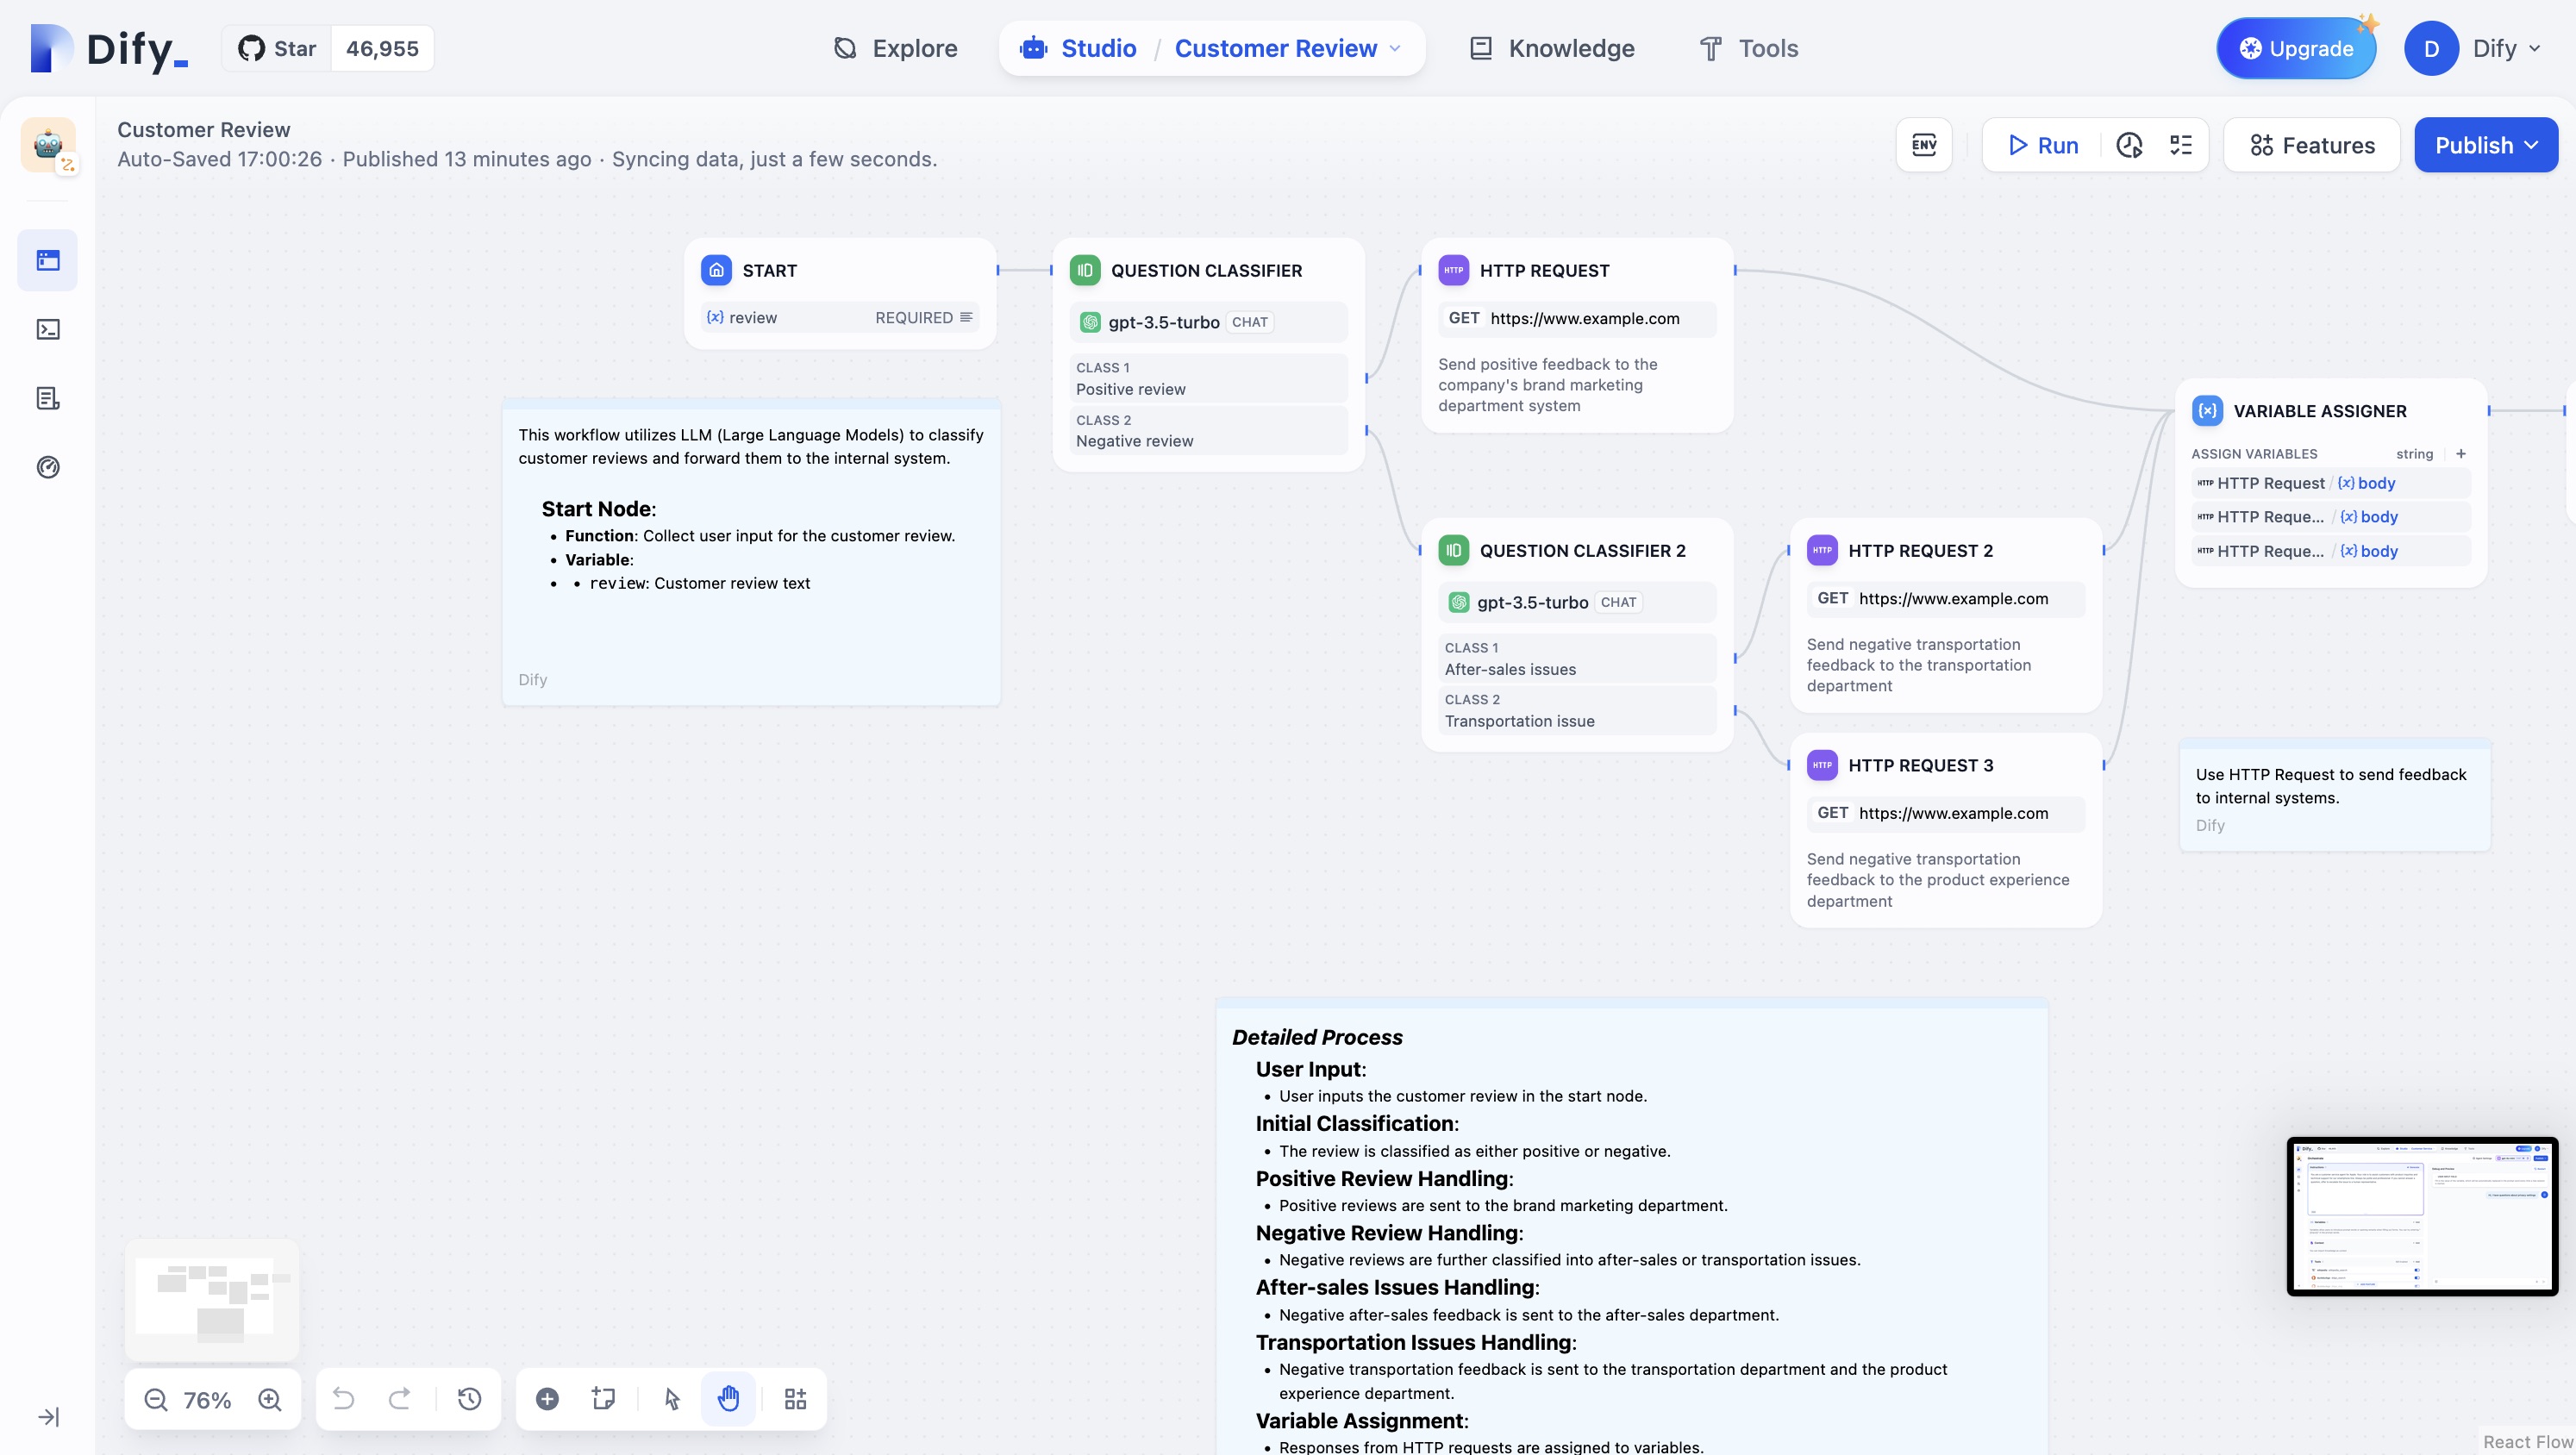 Dify_
Star 46,955
Explore
Studio / Customer Review
Knowledge
Tools
Upgrade
D Dify
Customer Review
Auto-Saved 17:00:26 · Published 13 minutes ago · Syncing data, just a few seconds.
ENV
Run
Features
Publish
START
{x} review REQUIRED
QUESTION CLASSIFIER
gpt-3.5-turbo CHAT
CLASS 1
Positive review
CLASS 2
Negative review
HTTP HTTP REQUEST
GET https://www.example.com
Send positive feedback to the
company's brand marketing
department system
{x} VARIABLE ASSIGNER
ASSIGN VARIABLES string +
HTTP HTTP Request / {x} body
HTTP HTTP Reque... / {x} body
HTTP HTTP Reque... / {x} body
This workflow utilizes LLM (Large Language Models) to classify
customer reviews and forward them to the internal system.
Start Node:
• Function: Collect user input for the customer review.
• Variable:
• • review: Customer review text
Dify
QUESTION CLASSIFIER 2
gpt-3.5-turbo CHAT
CLASS 1
After-sales issues
CLASS 2
Transportation issue
HTTP HTTP REQUEST 2
GET https://www.example.com
Send negative transportation
feedback to the transportation
department
HTTP HTTP REQUEST 3
GET https://www.example.com
Send negative transportation
feedback to the product experience
department
Use HTTP Request to send feedback
to internal systems.
Dify
Detailed Process
User Input:
• User inputs the customer review in the start node.
Initial Classification:
• The review is classified as either positive or negative.
Positive Review Handling:
• Positive reviews are sent to the brand marketing department.
Negative Review Handling:
• Negative reviews are further classified into after-sales or transportation issues.
After-sales Issues Handling:
• Negative after-sales feedback is sent to the after-sales department.
Transportation Issues Handling:
• Negative transportation feedback is sent to the transportation department and the product
experience department.
Variable Assignment:
• Responses from HTTP requests are assigned to variables.
76%
React Flow